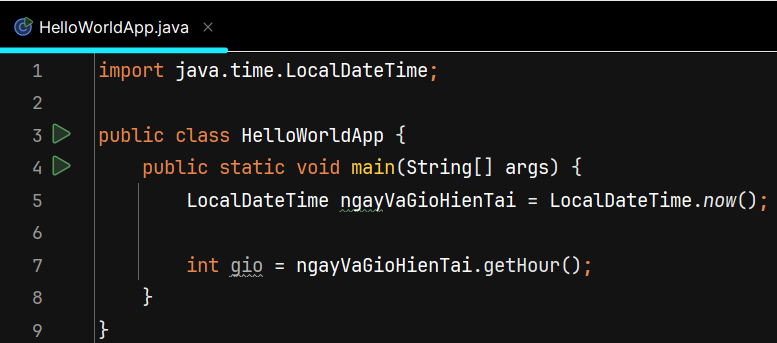 HelloWorldApp.java
1 import java.time.LocalDateTime;
2
3 public class HelloWorldApp {
4     public static void main(String[] args) {
5         LocalDateTime ngayVaGioHienTai = LocalDateTime.now();
6
7         int gio = ngayVaGioHienTai.getHour();
8     }
9 }